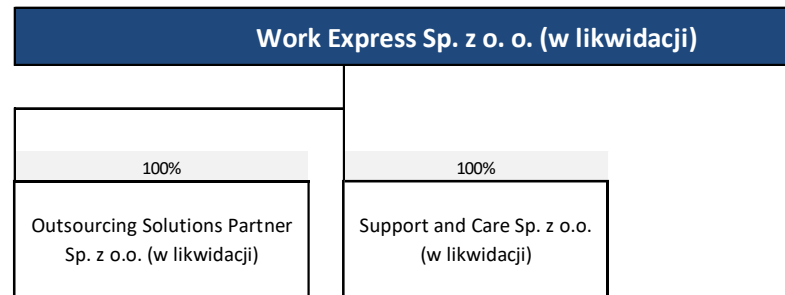 Work Express Sp. z o. o. (w likwidacji)
100%
100%
Outsourcing Solutions Partner
Sp. z o.o. (w likwidacji)
Support and Care Sp. z o.o.
(w likwidacji)